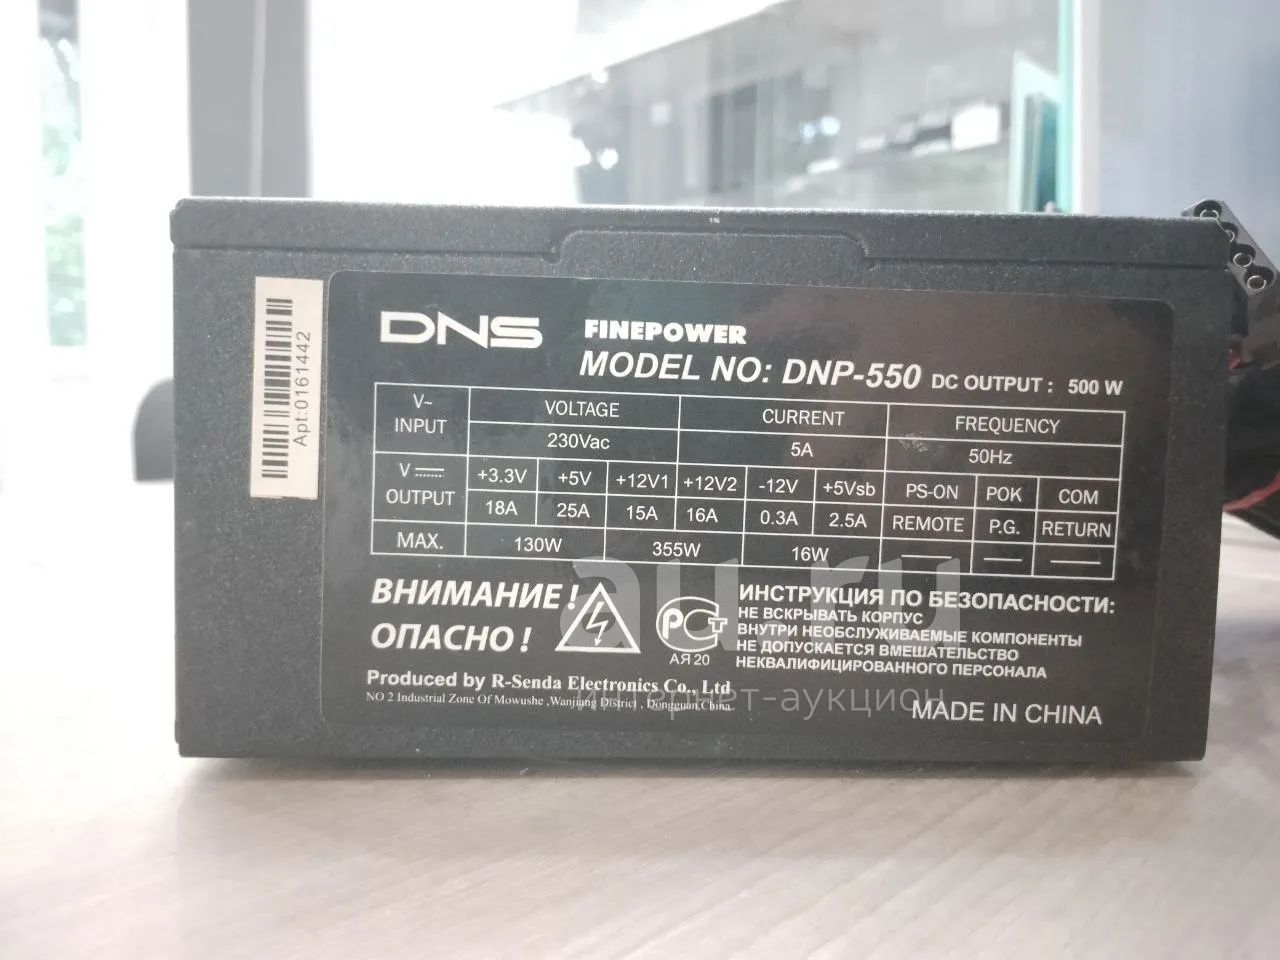 Арт:0161442
DNS FINEPOWER
MODEL NO: DNP-550 DC OUTPUT : 500 W
V~ INPUT VOLTAGE CURRENT FREQUENCY
230Vac 5A 50Hz
V OUTPUT +3.3V +5V +12V1 +12V2 -12V +5Vsb PS-ON POK COM
18A 25A 15A 16A 0.3A 2.5A REMOTE P.G. RETURN
MAX. 130W 355W 16W
ВНИМАНИЕ!
ОПАСНО!
РСТ
АЯ 20
ИНСТРУКЦИЯ ПО БЕЗОПАСНОСТИ:
НЕ ВСКРЫВАТЬ КОРПУС
ВНУТРИ НЕОБСЛУЖИВАЕМЫЕ КОМПОНЕНТЫ
НЕ ДОПУСКАЕТСЯ ВМЕШАТЕЛЬСТВО
НЕКВАЛИФИЦИРОВАННОГО ПЕРСОНАЛА
Produced by R-Senda Electronics Co., Ltd
NO 2 Industrial Zone Of Mowushe ,Wanjiang District , Dongguan.China
MADE IN CHINA
au.ru
интернет-аукцион